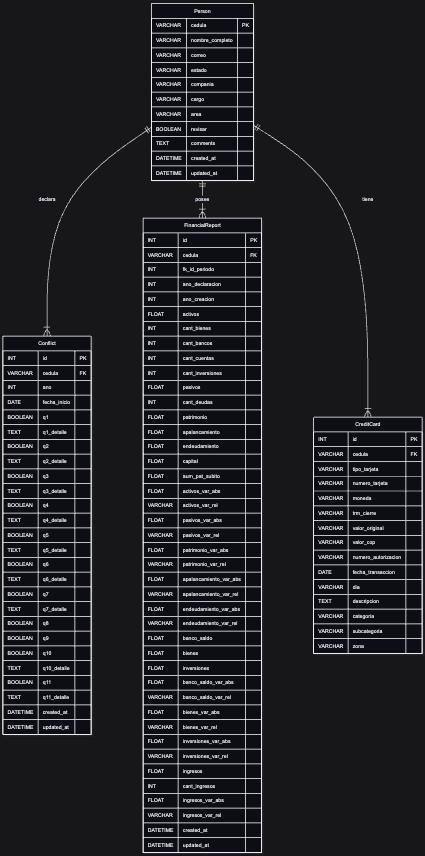 Person
VARCHAR cedula PK
VARCHAR nombre_completo
VARCHAR correo
VARCHAR estado
VARCHAR compania
VARCHAR cargo
VARCHAR area
BOOLEAN revisar
TEXT comments
DATETIME created_at
DATETIME updated_at
declara
posee
tiene
FinancialReport
INT id PK
VARCHAR cedula FK
INT fk_id_periodo
INT ano_declaracion
INT ano_creacion
FLOAT activos
INT cant_bienes
INT cant_bancos
INT cant_cuentas
INT cant_inversiones
FLOAT pasivos
INT cant_deudas
FLOAT patrimonio
FLOAT apalancamiento
FLOAT endeudamiento
FLOAT capital
FLOAT aum_pat_subito
FLOAT activos_var_abs
VARCHAR activos_var_rel
FLOAT pasivos_var_abs
VARCHAR pasivos_var_rel
FLOAT patrimonio_var_abs
VARCHAR patrimonio_var_rel
FLOAT apalancamiento_var_abs
VARCHAR apalancamiento_var_rel
FLOAT endeudamiento_var_abs
VARCHAR endeudamiento_var_rel
FLOAT banco_saldo
FLOAT bienes
FLOAT inversiones
FLOAT banco_saldo_var_abs
VARCHAR banco_saldo_var_rel
FLOAT bienes_var_abs
VARCHAR bienes_var_rel
FLOAT inversiones_var_abs
VARCHAR inversiones_var_rel
FLOAT ingresos
INT cant_ingresos
FLOAT ingresos_var_abs
VARCHAR ingresos_var_rel
DATETIME created_at
DATETIME updated_at
Conflict
INT id PK
VARCHAR cedula FK
INT ano
DATE fecha_inicio
BOOLEAN q1
TEXT q1_detalle
BOOLEAN q2
TEXT q2_detalle
BOOLEAN q3
TEXT q3_detalle
BOOLEAN q4
TEXT q4_detalle
BOOLEAN q5
TEXT q5_detalle
BOOLEAN q6
TEXT q6_detalle
BOOLEAN q7
TEXT q7_detalle
BOOLEAN q8
BOOLEAN q9
BOOLEAN q10
TEXT q10_detalle
BOOLEAN q11
TEXT q11_detalle
DATETIME created_at
DATETIME updated_at
CreditCard
INT id PK
VARCHAR cedula FK
VARCHAR tipo_tarjeta
VARCHAR numero_tarjeta
VARCHAR moneda
VARCHAR trm_cierre
VARCHAR valor_original
VARCHAR valor_cop
VARCHAR numero_autorizacion
DATE fecha_transaccion
VARCHAR dia
TEXT descripcion
VARCHAR categoria
VARCHAR subcategoria
VARCHAR zona